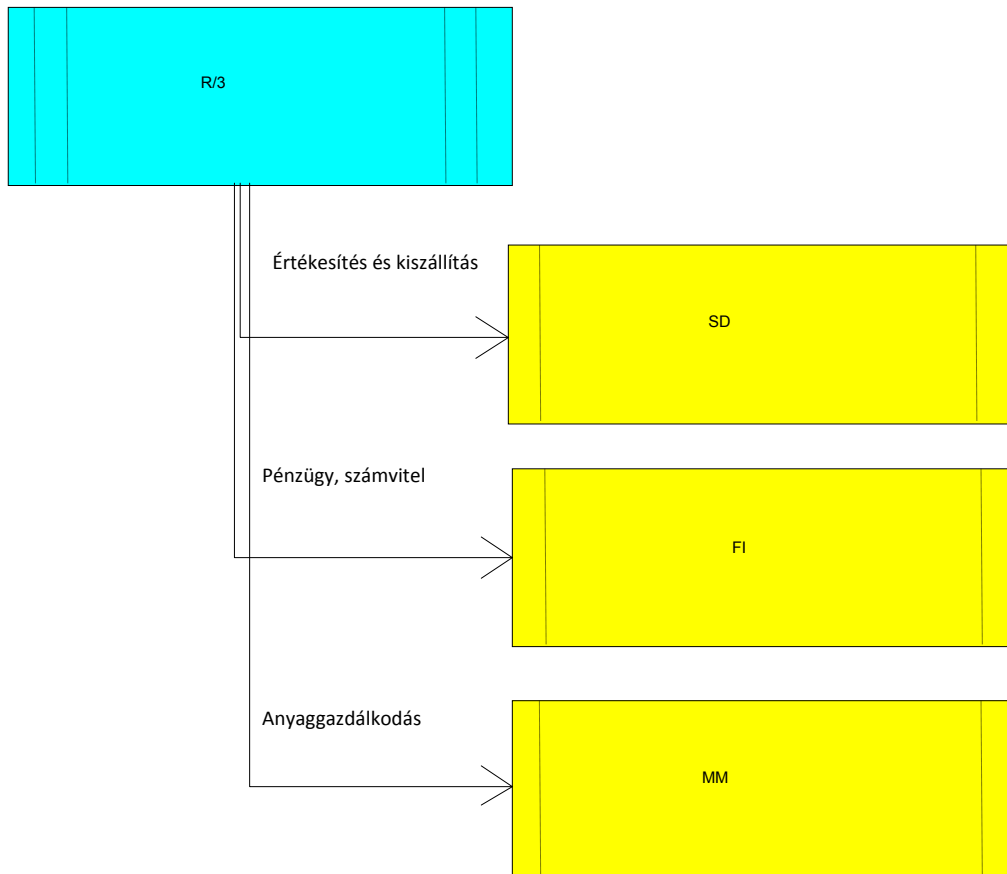 R/3
Értékesítés és kiszállítás
SD
Pénzügy, számvitel
FI
Anyaggazdálkodás
MM